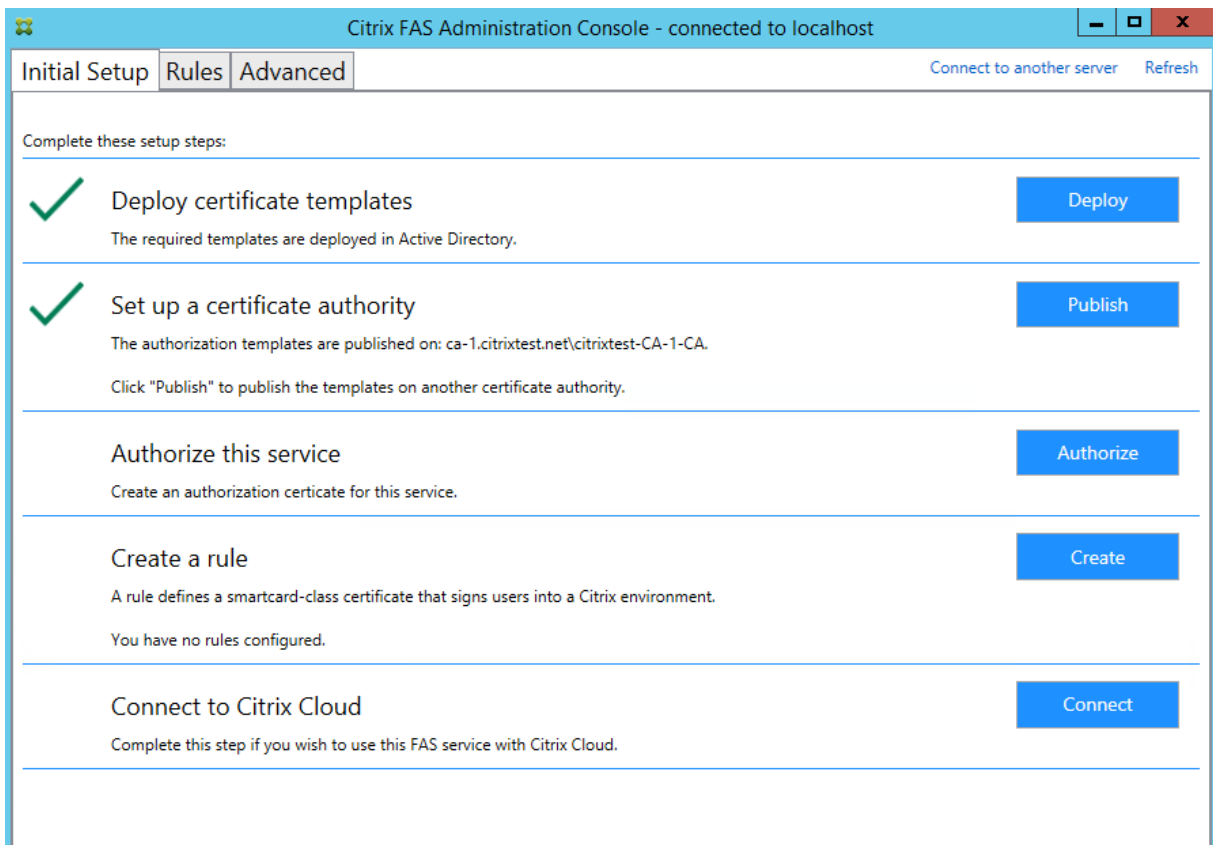 Citrix FAS Administration Console - connected to localhost
x
Initial Setup Rules Advanced Connect to another server Refresh
Complete these setup steps:
Deploy certificate templates Deploy
The required templates are deployed in Active Directory.
Set up a certificate authority Publish
The authorization templates are published on: ca-1.citrixtest.net\citrixtest-CA-1-CA.
Click "Publish" to publish the templates on another certificate authority.
Authorize this service Authorize
Create an authorization certicate for this service.
Create a rule Create
A rule defines a smartcard-class certificate that signs users into a Citrix environment.
You have no rules configured.
Connect to Citrix Cloud Connect
Complete this step if you wish to use this FAS service with Citrix Cloud.